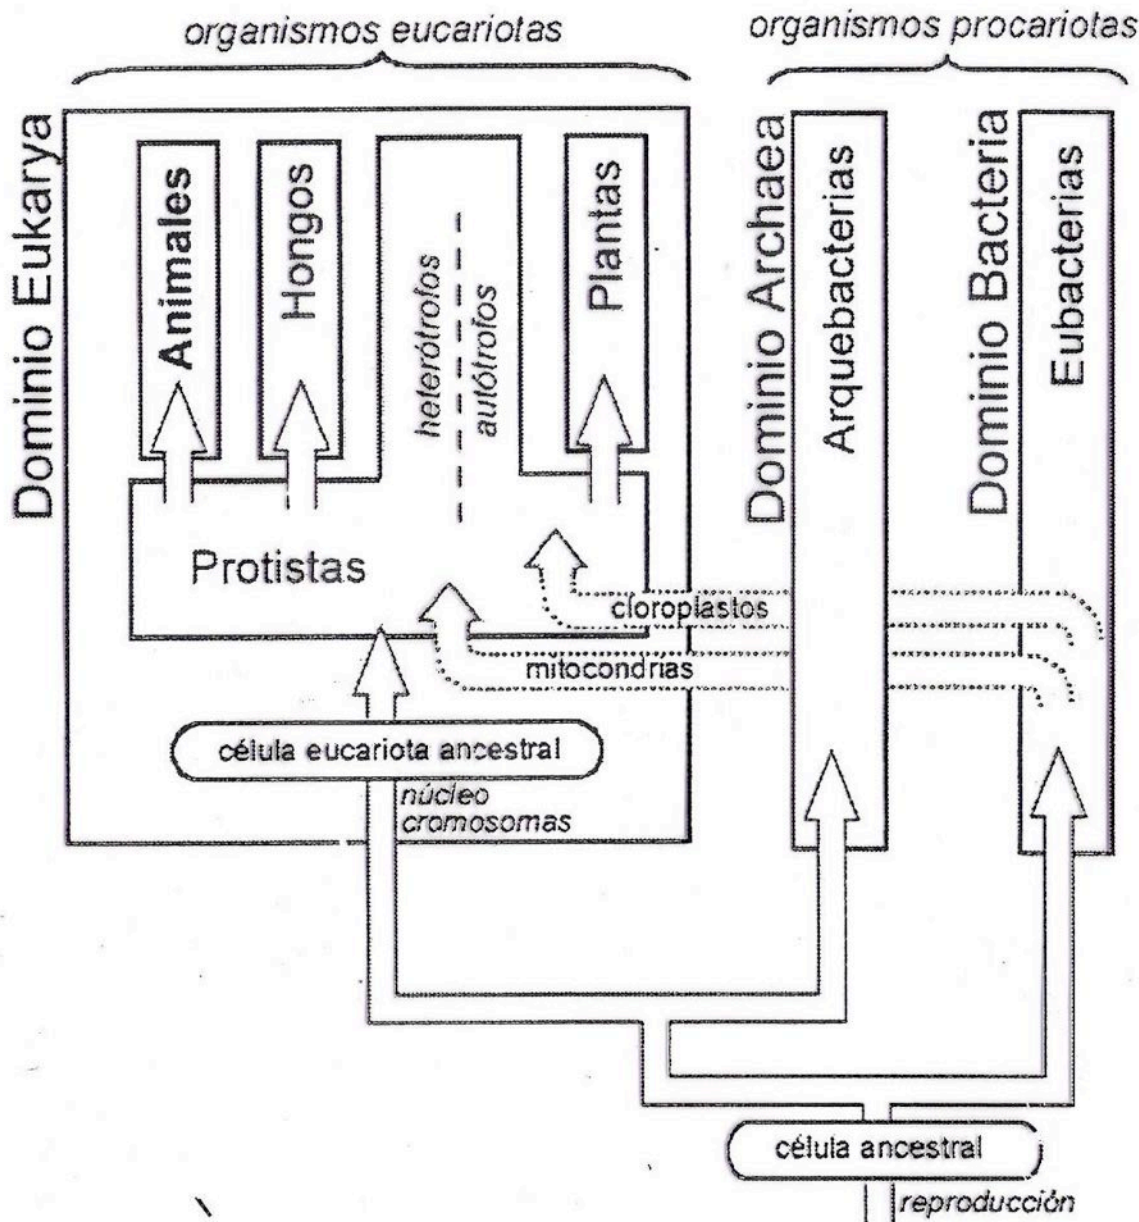 organismos eucariotas
organismos procariotas
Dominio Eukarya
Animales
Hongos
heterótrofos
autótrofos
Plantas
Dominio Archaea
Arquebacterias
Dominio Bacteria
Eubacterias
Protistas
cloroplastos
mitocondrias
célula eucariota ancestral
núcleo
cromosomas
célula ancestral
reproducción